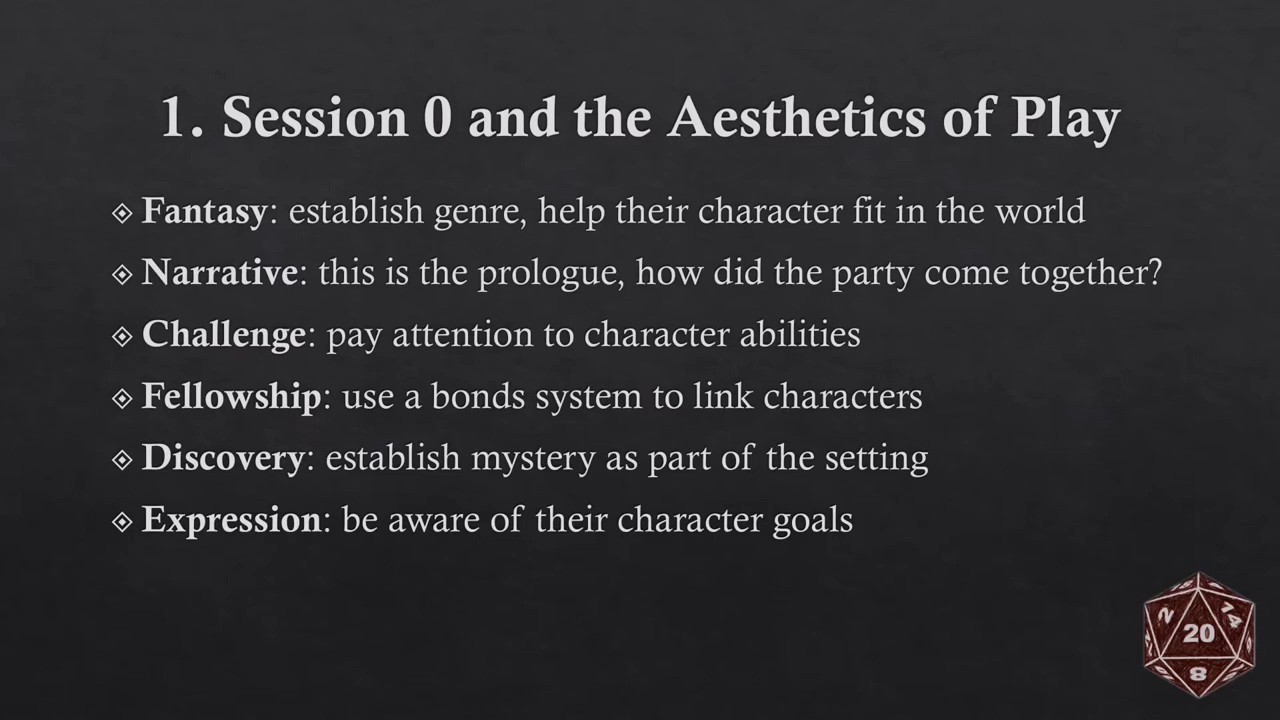 1. Session 0 and the Aesthetics of Play
Fantasy: establish genre, help their character fit in the world
Narrative: this is the prologue, how did the party come together?
Challenge: pay attention to character abilities
Fellowship: use a bonds system to link characters
Discovery: establish mystery as part of the setting
Expression: be aware of their character goals
2
14
20
8